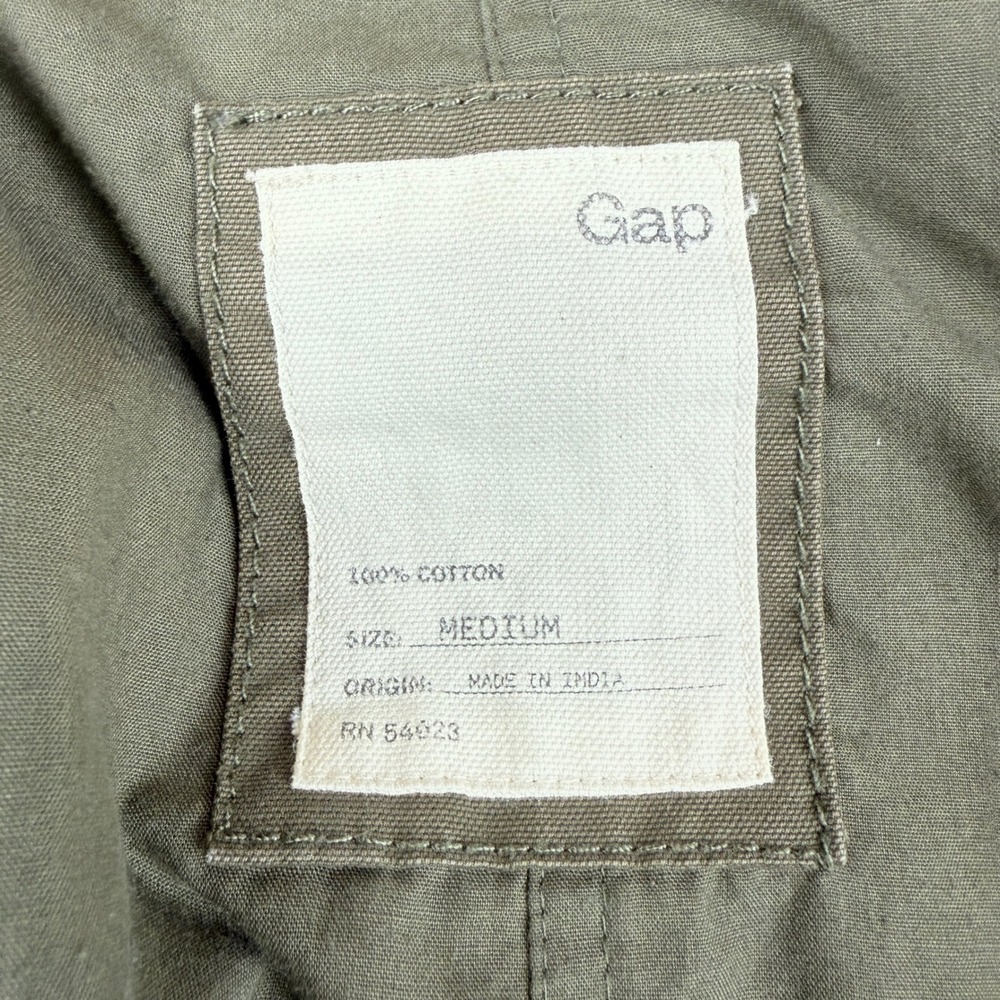 Gap
100% COTTON
SIZE: MEDIUM
ORIGIN: MADE IN INDIA
RN 54023